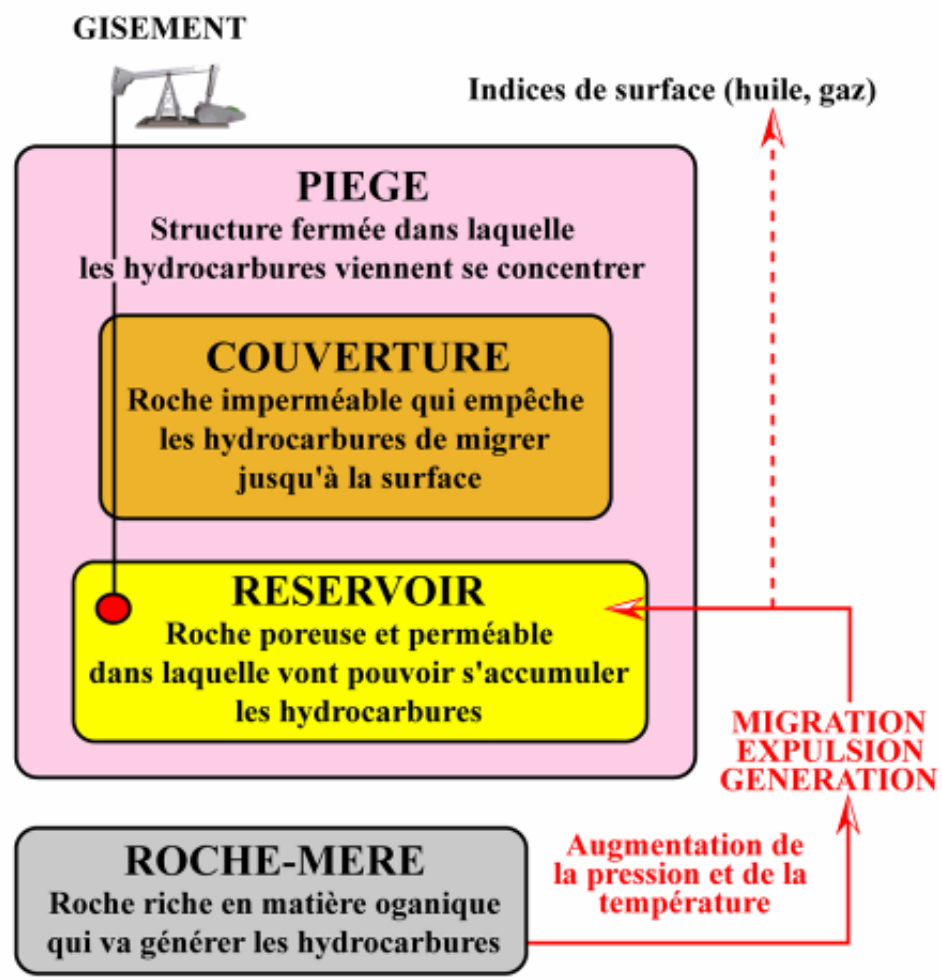 GISEMENT
Indices de surface (huile, gaz)
PIEGE
Structure fermée dans laquelle
les hydrocarbures viennent se concentrer
COUVERTURE
Roche imperméable qui empêche
les hydrocarbures de migrer
jusqu'à la surface
RESERVOIR
Roche poreuse et perméable
dans laquelle vont pouvoir s'accumuler
les hydrocarbures
MIGRATION
EXPULSION
GENERATION
ROCHE-MERE
Roche riche en matière oganique
qui va générer les hydrocarbures
Augmentation de
la pression et de la
température